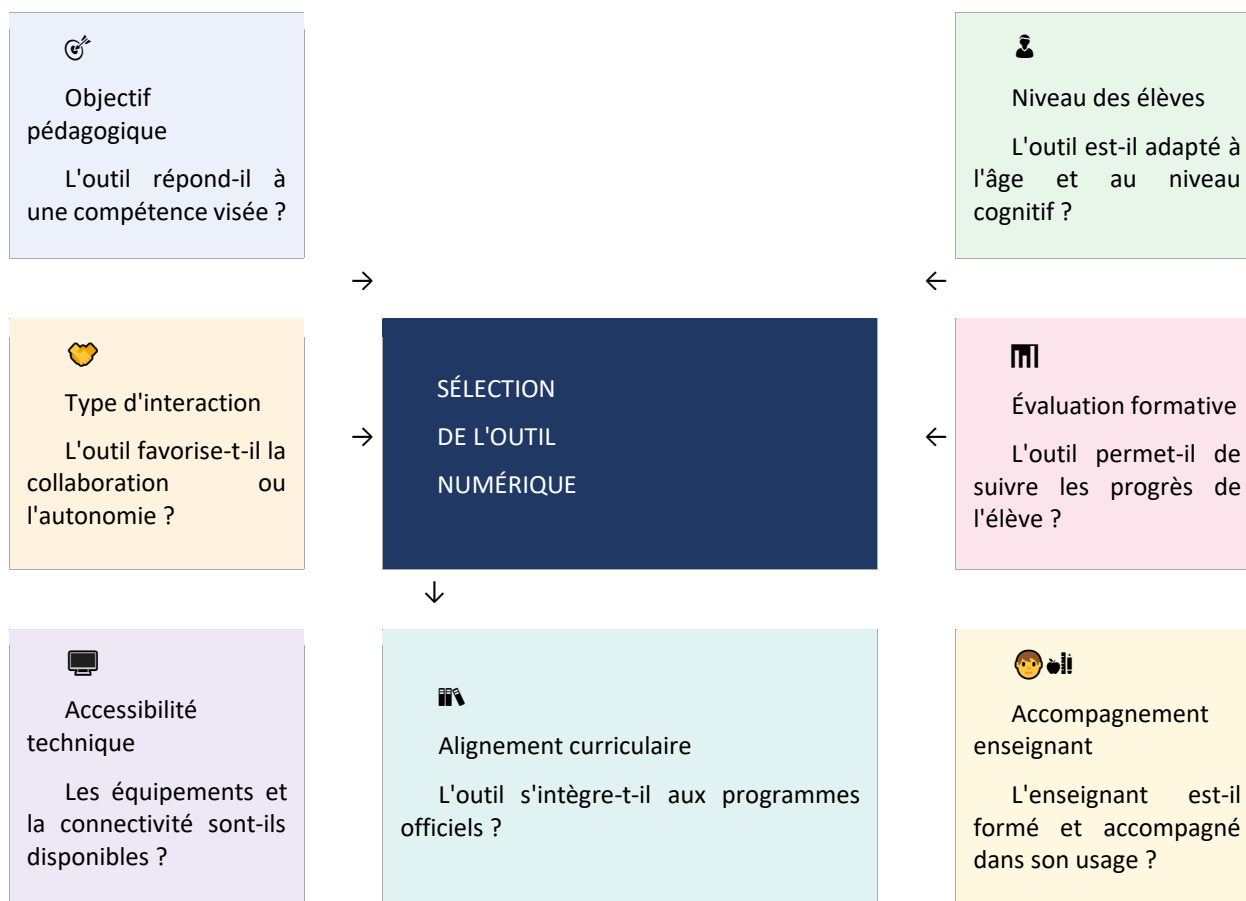 Objectif
pédagogique
L'outil répond-il à
une compétence visée ?
Niveau des élèves
L'outil est-il adapté à
l'âge et au niveau
cognitif ?
→
←
Type d'interaction
L'outil favorise-t-il la
collaboration ou
l'autonomie ?
→
SÉLECTION
DE L'OUTIL
NUMÉRIQUE
←
Évaluation formative
L'outil permet-il de
suivre les progrès de
l'élève ?
↓
Accessibilité
technique
Les équipements et
la connectivité sont-ils
disponibles ?
Alignement curriculaire
L'outil s'intègre-t-il aux programmes
officiels ?
Accompagnement
enseignant
L'enseignant est-il
formé et accompagné
dans son usage ?